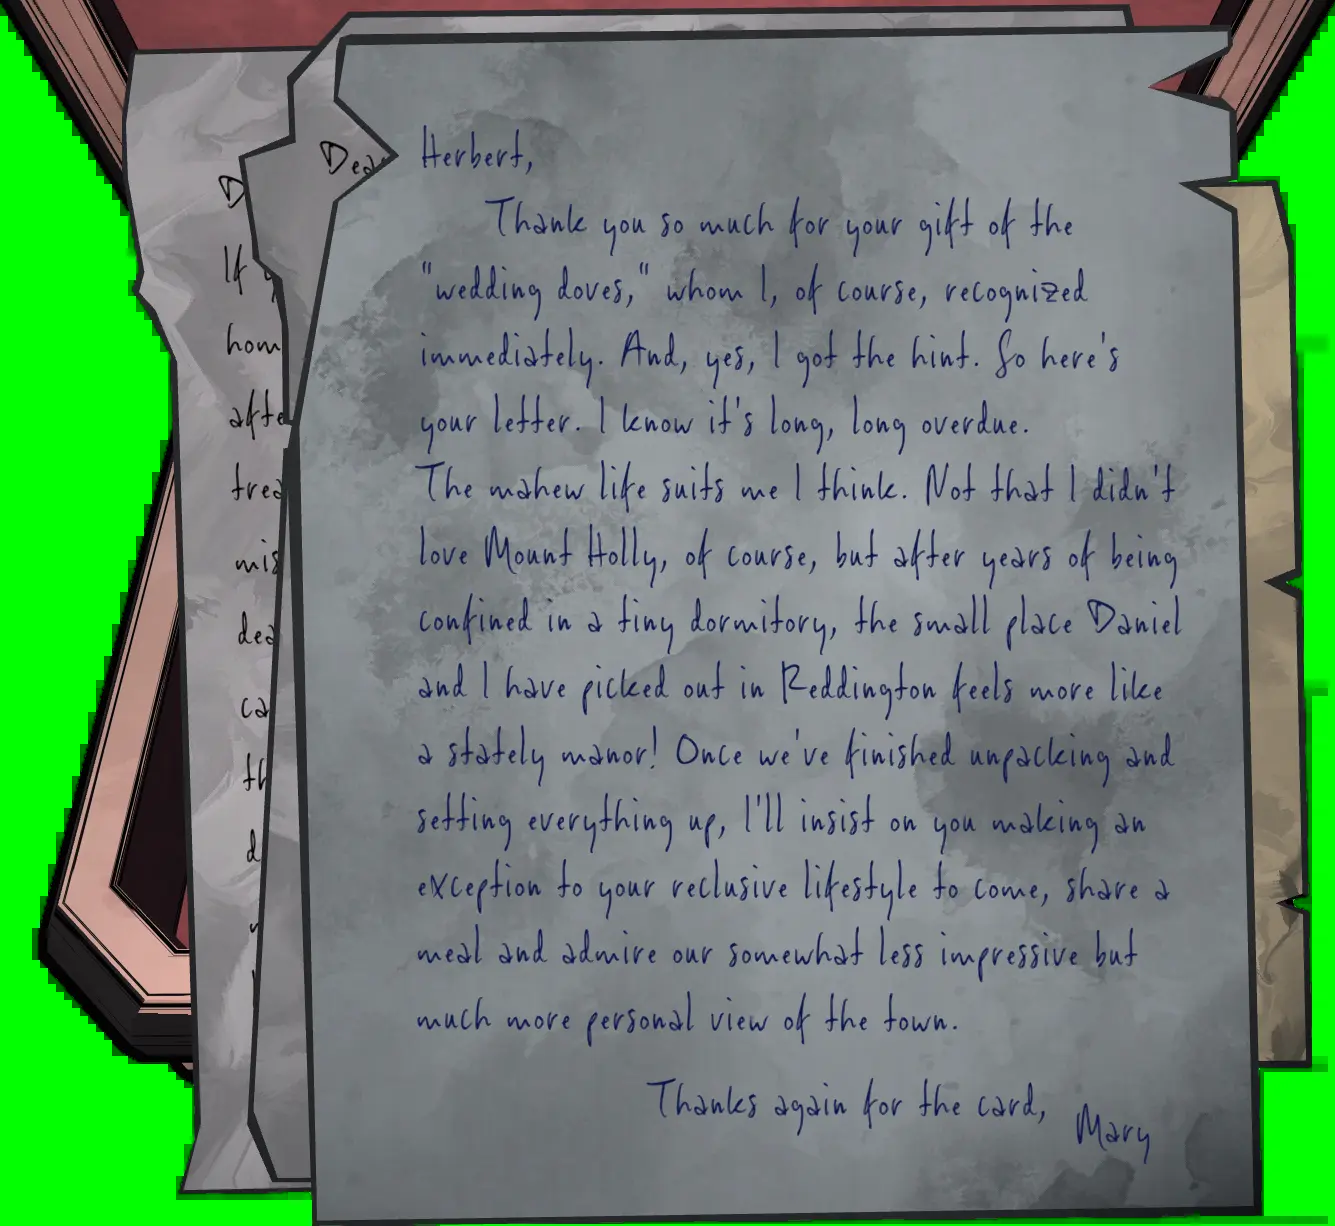 Herbert,
Thank you so much for your gift of the
"wedding doves," whom I, of course, recognized
immediately. And, yes, I got the hint. So here's
your letter. I know it's long, long overdue.
The mahew life suits me I think. Not that I didn't
love Mount Holly, of course, but after years of being
confined in a tiny dormitory, the small place Daniel
and I have picked out in Reddington feels more like
a stately manor! Once we've finished unpacking and
setting everything up, I'll insist on you making an
exception to your reclusive lifestyle to come, share a
meal and admire our somewhat less impressive but
much more personal view of the town.
Thanks again for the card,
Mary
Dea
D
If y
hom
afte
trea
mis
dea
ca
th
d